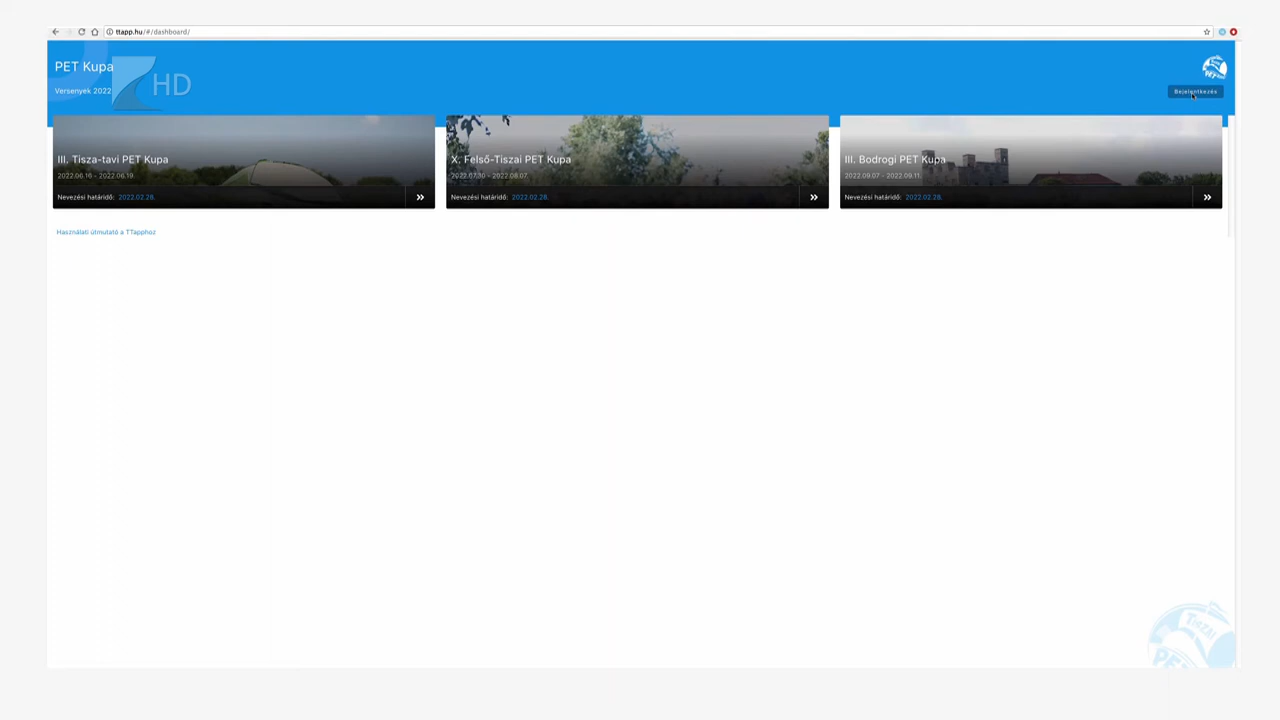 ttapp.hu/#/dashboard/
PET Kupa
HD
Versenyek 2022
Bejelentkezés
III. Tisza-tavi PET Kupa
2022.06.16 - 2022.06.19.
Nevezési határidő: 2022.02.28.
X. Felső-Tiszai PET Kupa
2022.07.30 - 2022.08.07.
Nevezési határidő: 2022.02.28.
III. Bodrogi PET Kupa
2022.09.07 - 2022.09.11.
Nevezési határidő: 2022.02.28.
Használati útmutató a TTapphoz
TISZAI
PET